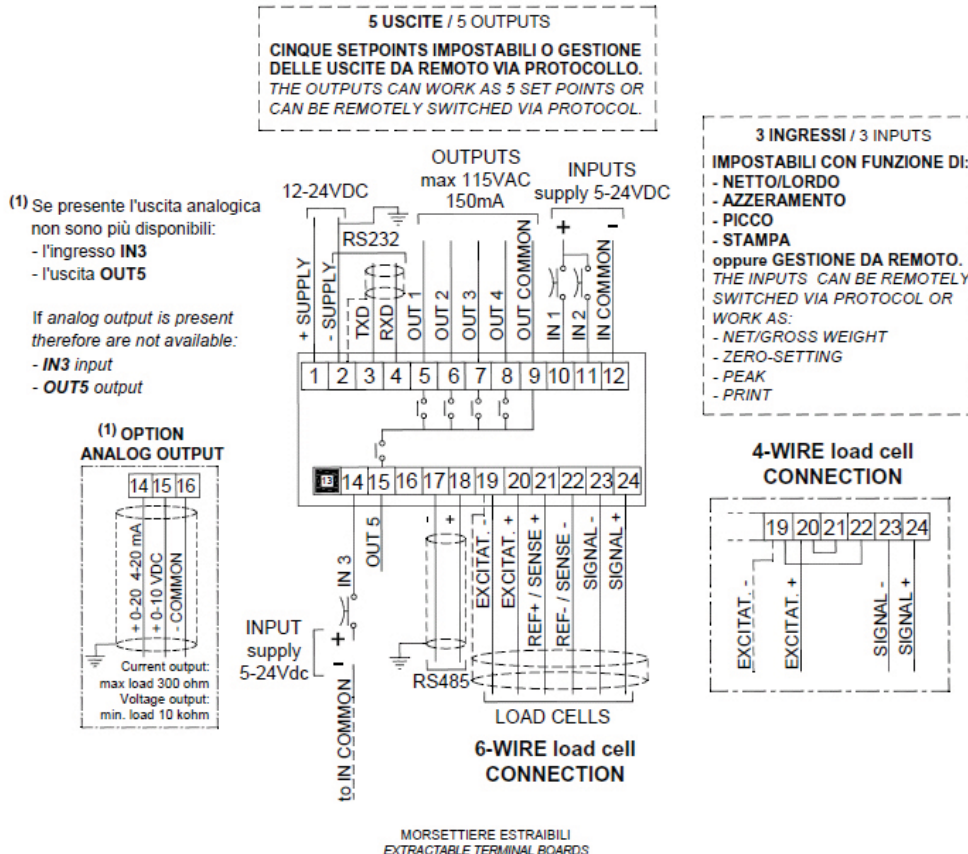 5 USCITE / 5 OUTPUTS
CINQUE SETPOINTS IMPOSTABILI O GESTIONE
DELLE USCITE DA REMOTO VIA PROTOCOLLO.
THE OUTPUTS CAN WORK AS 5 SET POINTS OR
CAN BE REMOTELY SWITCHED VIA PROTOCOL.
3 INGRESSI / 3 INPUTS
IMPOSTABILI CON FUNZIONE DI:
- NETTO/LORDO
- AZZERAMENTO
- PICCO
- STAMPA
oppure GESTIONE DA REMOTO.
THE INPUTS CAN BE REMOTELY
SWITCHED VIA PROTOCOL OR
WORK AS:
- NET/GROSS WEIGHT
- ZERO-SETTING
- PEAK
- PRINT
(1) Se presente l'uscita analogica
non sono più disponibili:
- l'ingresso IN3
- l'uscita OUT5
If analog output is present
therefore are not available:
- IN3 input
- OUT5 output
12-24VDC
RS232
OUTPUTS
max 115VAC
150mA
INPUTS
supply 5-24VDC
+ -
+ SUPPLY
- SUPPLY
TXD
RXD
OUT 1
OUT 2
OUT 3
OUT 4
OUT COMMON
IN 1
IN 2
IN COMMON
1 2 3 4 5 6 7 8 9 10 11 12
13 14 15 16 17 18 19 20 21 22 23 24
(1) OPTION
ANALOG OUTPUT
14 15 16
+ 0-20 4-20 mA
+ 0-10 VDC
- COMMON
Current output:
max load 300 ohm
Voltage output:
min. load 10 kohm
IN 3
OUT 5
INPUT
supply
5-24Vdc
+
-
to IN COMMON
- +
RS485
EXCITAT. -
EXCITAT. +
REF+ / SENSE +
REF- / SENSE -
SIGNAL -
SIGNAL +
LOAD CELLS
6-WIRE load cell
CONNECTION
4-WIRE load cell
CONNECTION
19 20 21 22 23 24
EXCITAT. -
EXCITAT. +
SIGNAL -
SIGNAL +
MORSETTIERE ESTRAIBILI
EXTRACTABLE TERMINAL BOARDS